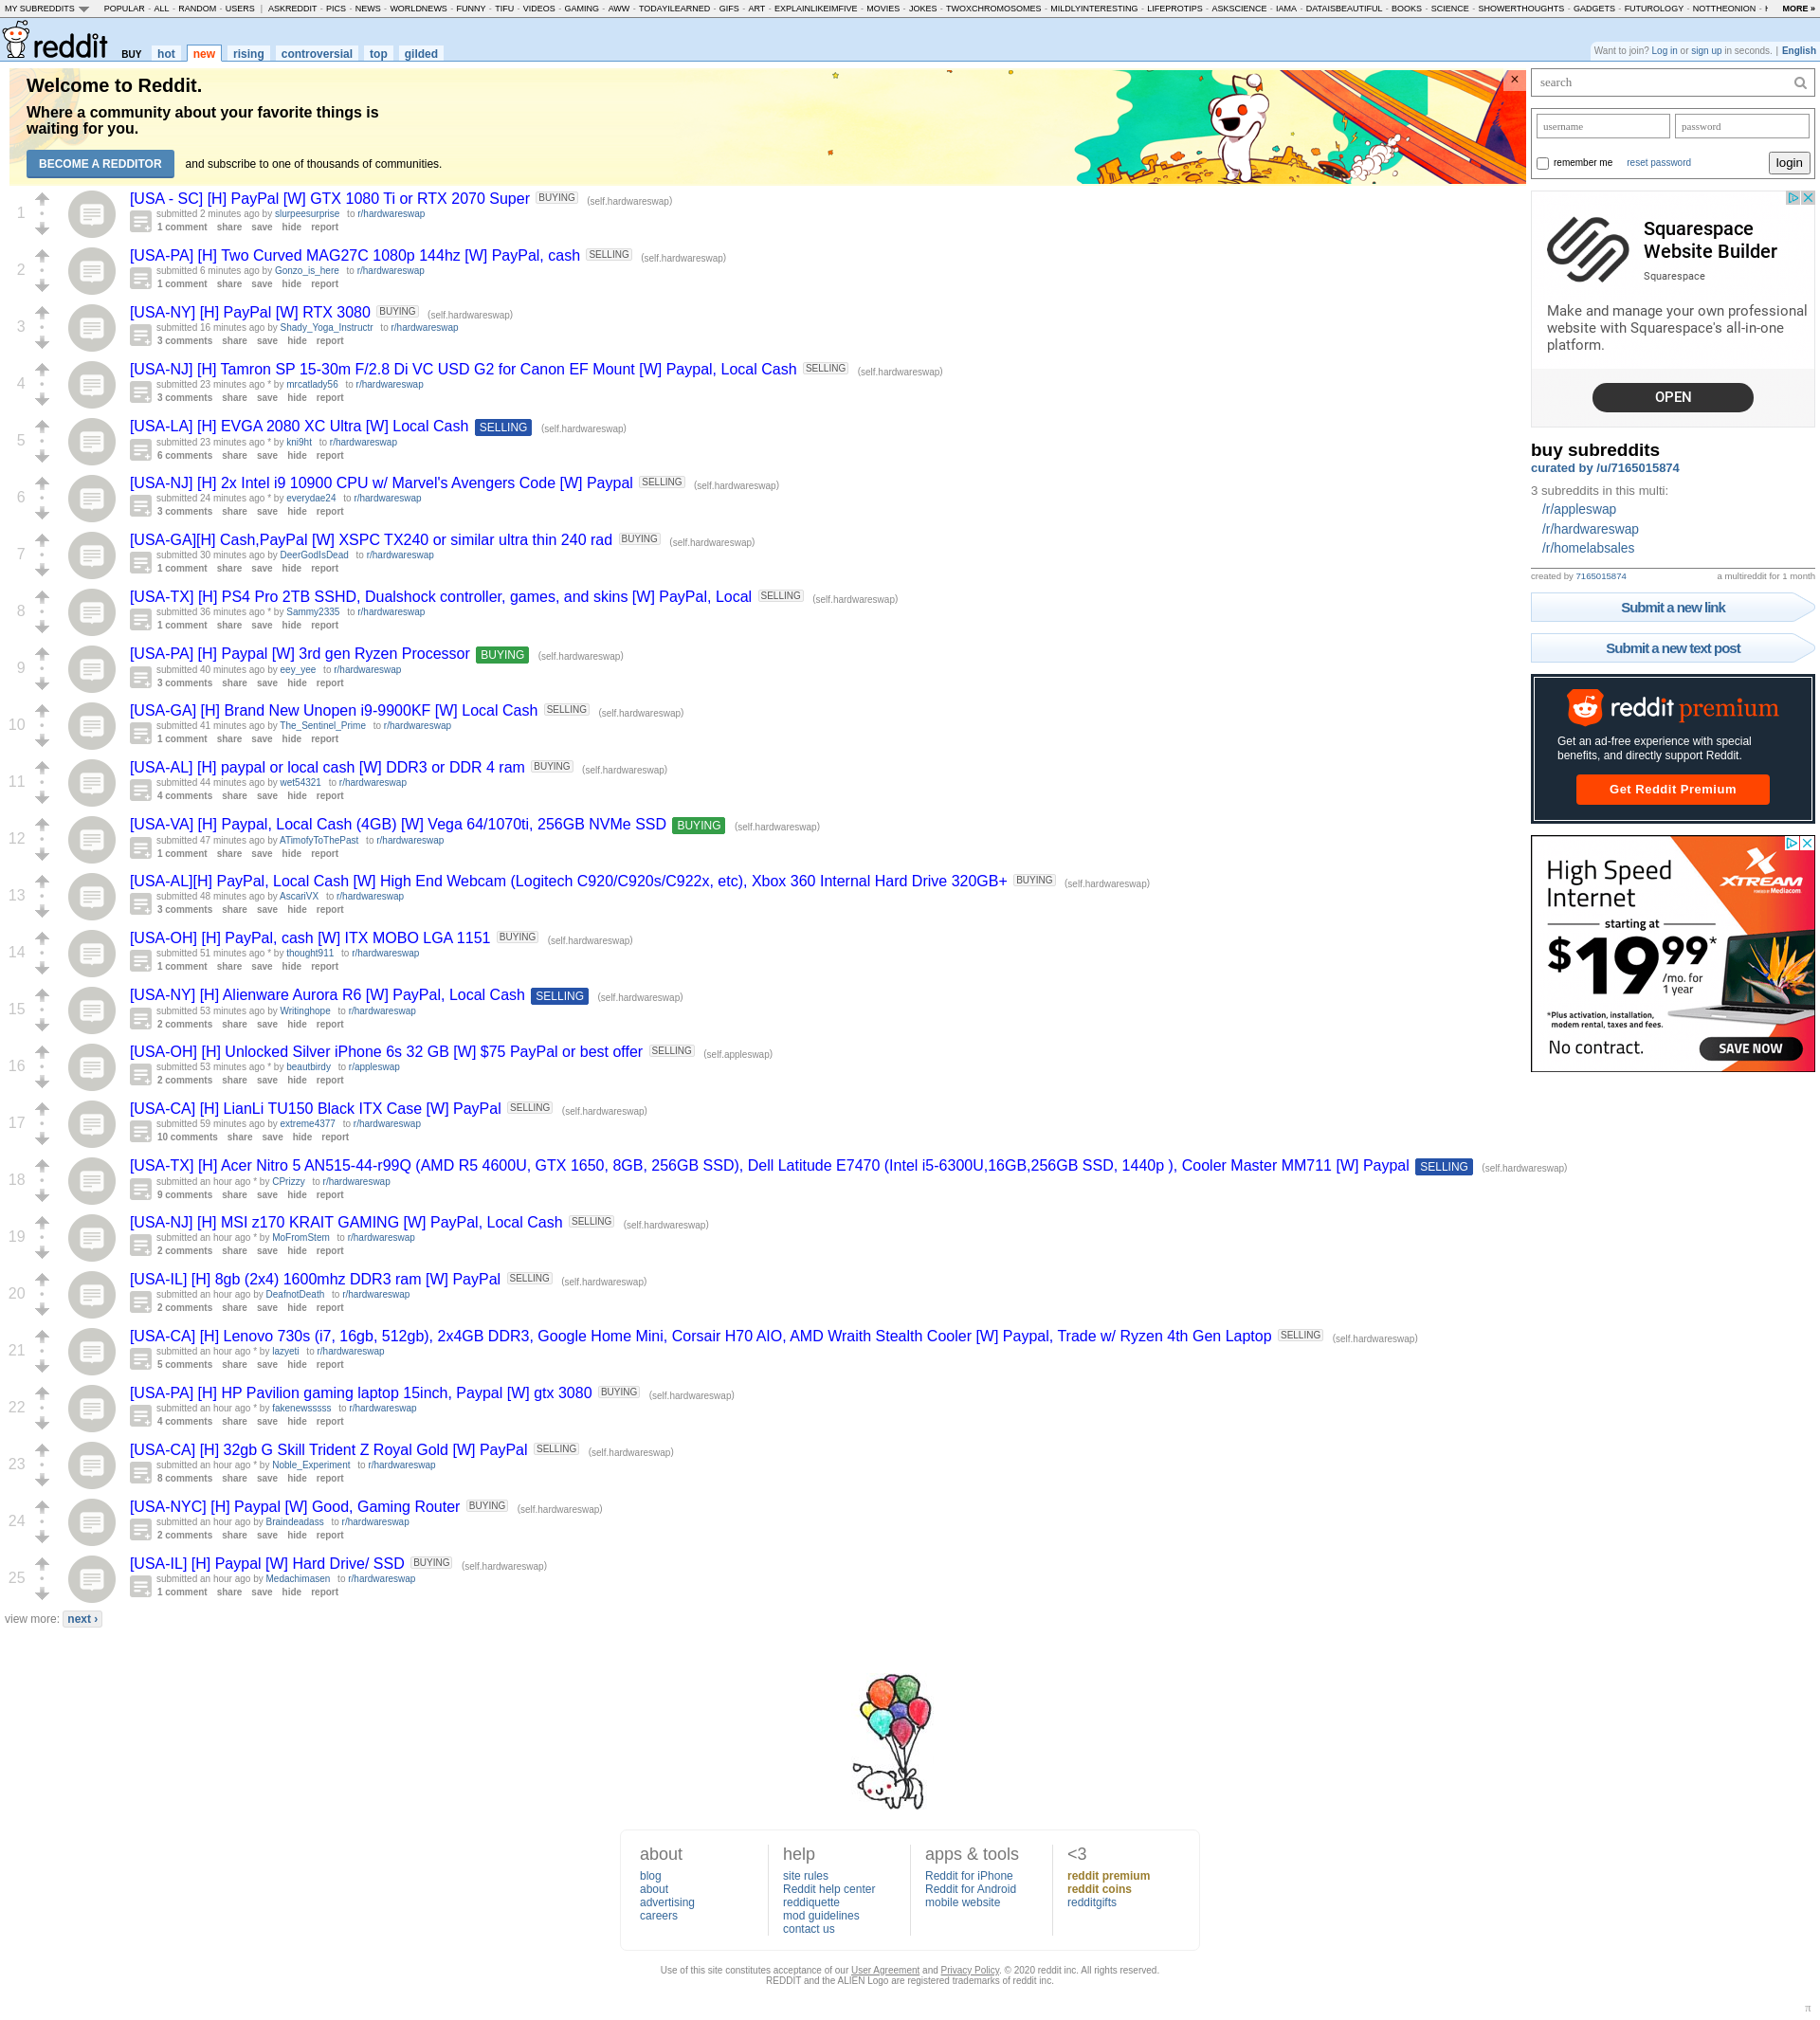 MY SUBREDDITS POPULAR - ALL - RANDOM - USERS | ASKREDDIT - PICS - NEWS - WORLDNEWS - FUNNY - TIFU - VIDEOS - GAMING - AWW - TODAYILEARNED - GIFS - ART - EXPLAINLIKEIMFIVE - MOVIES - JOKES - TWOXCHROMOSOMES - MILDLYINTERESTING - LIFEPROTIPS - ASKSCIENCE - IAMA - DATAISBEAUTIFUL - BOOKS - SCIENCE - SHOWERTHOUGHTS - GADGETS - FUTUROLOGY - NOTTHEONION - MORE »
reddit BUY hot new rising controversial top gilded
Want to join? Log in or sign up in seconds. | English
Welcome to Reddit.
Where a community about your favorite things is
waiting for you.
BECOME A REDDITOR and subscribe to one of thousands of communities.
×
1
[USA - SC] [H] PayPal [W] GTX 1080 Ti or RTX 2070 Super BUYING (self.hardwareswap)
submitted 2 minutes ago by slurpeesurprise to r/hardwareswap
1 comment share save hide report
2
[USA-PA] [H] Two Curved MAG27C 1080p 144hz [W] PayPal, cash SELLING (self.hardwareswap)
submitted 6 minutes ago by Gonzo_is_here to r/hardwareswap
1 comment share save hide report
3
[USA-NY] [H] PayPal [W] RTX 3080 BUYING (self.hardwareswap)
submitted 16 minutes ago by Shady_Yoga_Instructr to r/hardwareswap
3 comments share save hide report
4
[USA-NJ] [H] Tamron SP 15-30m F/2.8 Di VC USD G2 for Canon EF Mount [W] Paypal, Local Cash SELLING (self.hardwareswap)
submitted 23 minutes ago * by mrcatlady56 to r/hardwareswap
3 comments share save hide report
5
[USA-LA] [H] EVGA 2080 XC Ultra [W] Local Cash SELLING (self.hardwareswap)
submitted 23 minutes ago * by kni9ht to r/hardwareswap
6 comments share save hide report
6
[USA-NJ] [H] 2x Intel i9 10900 CPU w/ Marvel's Avengers Code [W] Paypal SELLING (self.hardwareswap)
submitted 24 minutes ago * by everydae24 to r/hardwareswap
3 comments share save hide report
7
[USA-GA][H] Cash,PayPal [W] XSPC TX240 or similar ultra thin 240 rad BUYING (self.hardwareswap)
submitted 30 minutes ago by DeerGodIsDead to r/hardwareswap
1 comment share save hide report
8
[USA-TX] [H] PS4 Pro 2TB SSHD, Dualshock controller, games, and skins [W] PayPal, Local SELLING (self.hardwareswap)
submitted 36 minutes ago * by Sammy2335 to r/hardwareswap
1 comment share save hide report
9
[USA-PA] [H] Paypal [W] 3rd gen Ryzen Processor BUYING (self.hardwareswap)
submitted 40 minutes ago by eey_yee to r/hardwareswap
3 comments share save hide report
10
[USA-GA] [H] Brand New Unopen i9-9900KF [W] Local Cash SELLING (self.hardwareswap)
submitted 41 minutes ago by The_Sentinel_Prime to r/hardwareswap
1 comment share save hide report
11
[USA-AL] [H] paypal or local cash [W] DDR3 or DDR 4 ram BUYING (self.hardwareswap)
submitted 44 minutes ago by wet54321 to r/hardwareswap
4 comments share save hide report
12
[USA-VA] [H] Paypal, Local Cash (4GB) [W] Vega 64/1070ti, 256GB NVMe SSD BUYING (self.hardwareswap)
submitted 47 minutes ago by ATimofyToThePast to r/hardwareswap
1 comment share save hide report
13
[USA-AL][H] PayPal, Local Cash [W] High End Webcam (Logitech C920/C920s/C922x, etc), Xbox 360 Internal Hard Drive 320GB+ BUYING (self.hardwareswap)
submitted 48 minutes ago by AscariVX to r/hardwareswap
3 comments share save hide report
14
[USA-OH] [H] PayPal, cash [W] ITX MOBO LGA 1151 BUYING (self.hardwareswap)
submitted 51 minutes ago * by thought911 to r/hardwareswap
1 comment share save hide report
15
[USA-NY] [H] Alienware Aurora R6 [W] PayPal, Local Cash SELLING (self.hardwareswap)
submitted 53 minutes ago by Writinghope to r/hardwareswap
2 comments share save hide report
16
[USA-OH] [H] Unlocked Silver iPhone 6s 32 GB [W] $75 PayPal or best offer SELLING (self.appleswap)
submitted 53 minutes ago * by beautbirdy to r/appleswap
2 comments share save hide report
17
[USA-CA] [H] LianLi TU150 Black ITX Case [W] PayPal SELLING (self.hardwareswap)
submitted 59 minutes ago by extreme4377 to r/hardwareswap
10 comments share save hide report
18
[USA-TX] [H] Acer Nitro 5 AN515-44-r99Q (AMD R5 4600U, GTX 1650, 8GB, 256GB SSD), Dell Latitude E7470 (Intel i5-6300U,16GB,256GB SSD, 1440p ), Cooler Master MM711 [W] Paypal SELLING (self.hardwareswap)
submitted an hour ago * by CPrizzy to r/hardwareswap
9 comments share save hide report
19
[USA-NJ] [H] MSI z170 KRAIT GAMING [W] PayPal, Local Cash SELLING (self.hardwareswap)
submitted an hour ago * by MoFromStem to r/hardwareswap
2 comments share save hide report
20
[USA-IL] [H] 8gb (2x4) 1600mhz DDR3 ram [W] PayPal SELLING (self.hardwareswap)
submitted an hour ago by DeafnotDeath to r/hardwareswap
2 comments share save hide report
21
[USA-CA] [H] Lenovo 730s (i7, 16gb, 512gb), 2x4GB DDR3, Google Home Mini, Corsair H70 AIO, AMD Wraith Stealth Cooler [W] Paypal, Trade w/ Ryzen 4th Gen Laptop SELLING (self.hardwareswap)
submitted an hour ago * by lazyeti to r/hardwareswap
5 comments share save hide report
22
[USA-PA] [H] HP Pavilion gaming laptop 15inch, Paypal [W] gtx 3080 BUYING (self.hardwareswap)
submitted an hour ago * by fakenewsssss to r/hardwareswap
4 comments share save hide report
23
[USA-CA] [H] 32gb G Skill Trident Z Royal Gold [W] PayPal SELLING (self.hardwareswap)
submitted an hour ago * by Noble_Experiment to r/hardwareswap
8 comments share save hide report
24
[USA-NYC] [H] Paypal [W] Good, Gaming Router BUYING (self.hardwareswap)
submitted an hour ago by Braindeadass to r/hardwareswap
2 comments share save hide report
25
[USA-IL] [H] Paypal [W] Hard Drive/ SSD BUYING (self.hardwareswap)
submitted an hour ago by Medachimasen to r/hardwareswap
1 comment share save hide report
view more: next ›
search
username password
remember me reset password login
Squarespace
Website Builder
Squarespace
Make and manage your own professional
website with Squarespace's all-in-one
platform.
OPEN
buy subreddits
curated by /u/7165015874
3 subreddits in this multi:
/r/appleswap
/r/hardwareswap
/r/homelabsales
created by 7165015874 a multireddit for 1 month
Submit a new link
Submit a new text post
reddit premium
Get an ad-free experience with special
benefits, and directly support Reddit.
Get Reddit Premium
High Speed
Internet
XTREAM
powered by Mediacom
starting at
$1999*
/mo. for
1 year
*Plus activation, installation,
modem rental, taxes and fees.
No contract. SAVE NOW
about
blog
about
advertising
careers
help
site rules
Reddit help center
reddiquette
mod guidelines
contact us
apps & tools
Reddit for iPhone
Reddit for Android
mobile website
<3
reddit premium
reddit coins
redditgifts
Use of this site constitutes acceptance of our User Agreement and Privacy Policy. © 2020 reddit inc. All rights reserved.
REDDIT and the ALIEN Logo are registered trademarks of reddit inc.
π